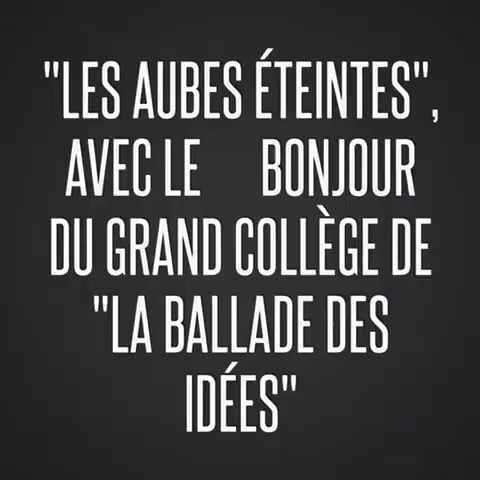 "LES AUBES ÉTEINTES",
AVEC LE BONJOUR
DU GRAND COLLÈGE DE
"LA BALLADE DES
IDÉES"